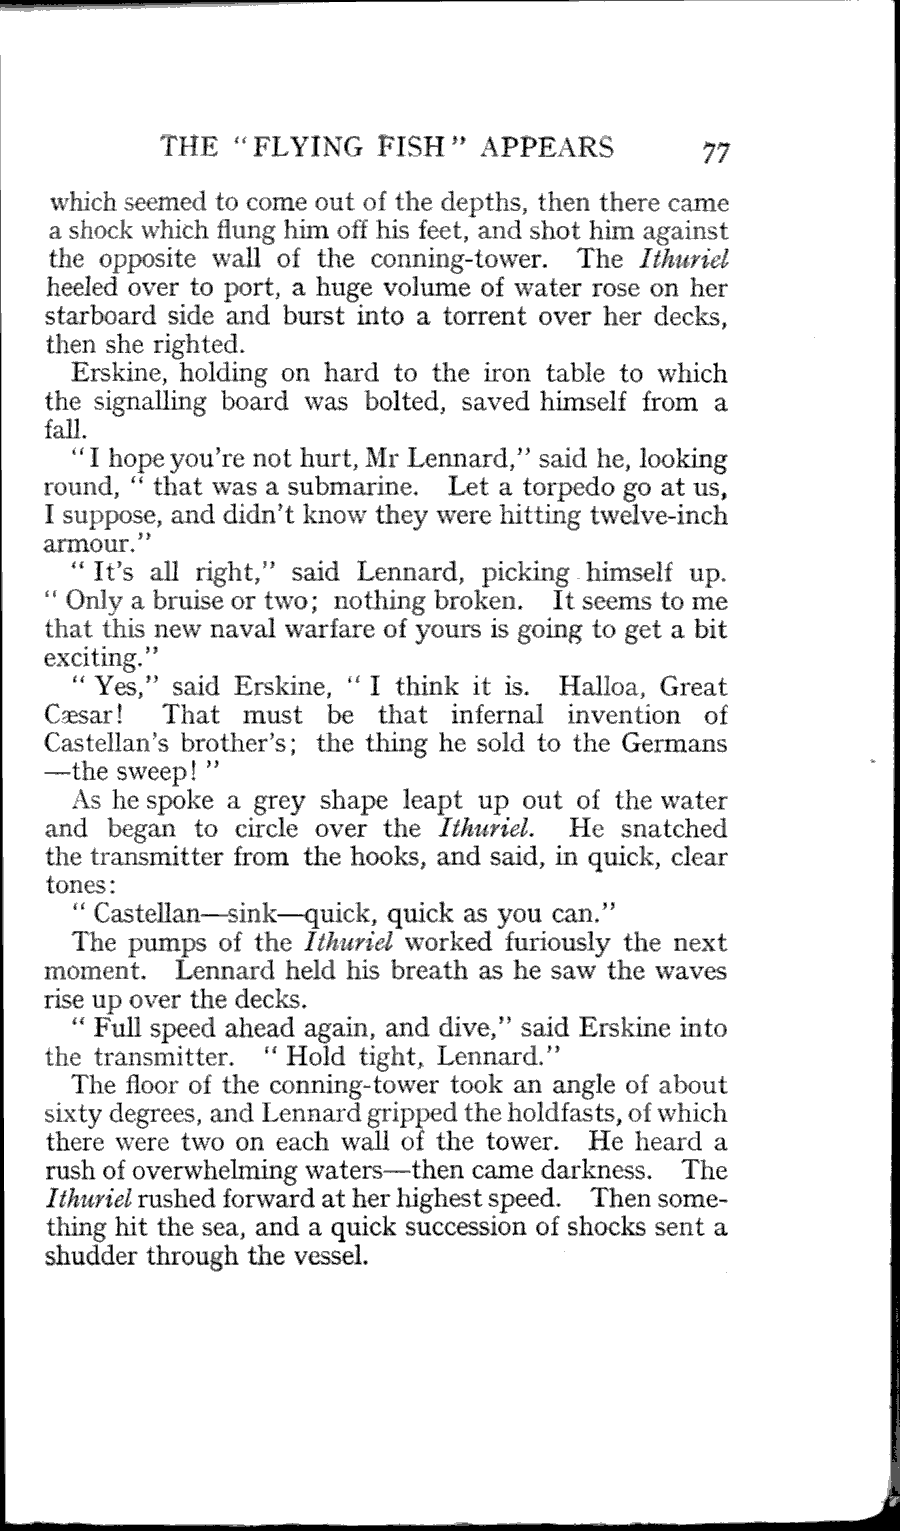 THE "FLYING FISH" APPEARS 77
which seemed to come out of the depths, then there came
a shock which flung him off his feet, and shot him against
the opposite wall of the conning-tower. The Ithuriel
heeled over to port, a huge volume of water rose on her
starboard side and burst into a torrent over her decks,
then she righted.
Erskine, holding on hard to the iron table to which
the signalling board was bolted, saved himself from a
fall.
"I hope you're not hurt, Mr Lennard," said he, looking
round, " that was a submarine. Let a torpedo go at us,
I suppose, and didn't know they were hitting twelve-inch
armour."
" It's all right," said Lennard, picking himself up.
" Only a bruise or two; nothing broken. It seems to me
that this new naval warfare of yours is going to get a bit
exciting."
" Yes," said Erskine, " I think it is. Halloa, Great
Cæsar! That must be that infernal invention of
Castellan's brother's; the thing he sold to the Germans
—the sweep! "
As he spoke a grey shape leapt up out of the water
and began to circle over the Ithuriel. He snatched
the transmitter from the hooks, and said, in quick, clear
tones:
" Castellan—sink—quick, quick as you can."
The pumps of the Ithuriel worked furiously the next
moment. Lennard held his breath as he saw the waves
rise up over the decks.
" Full speed ahead again, and dive," said Erskine into
the transmitter. " Hold tight, Lennard."
The floor of the conning-tower took an angle of about
sixty degrees, and Lennard gripped the holdfasts, of which
there were two on each wall of the tower. He heard a
rush of overwhelming waters—then came darkness. The
Ithuriel rushed forward at her highest speed. Then some-
thing hit the sea, and a quick succession of shocks sent a
shudder through the vessel.